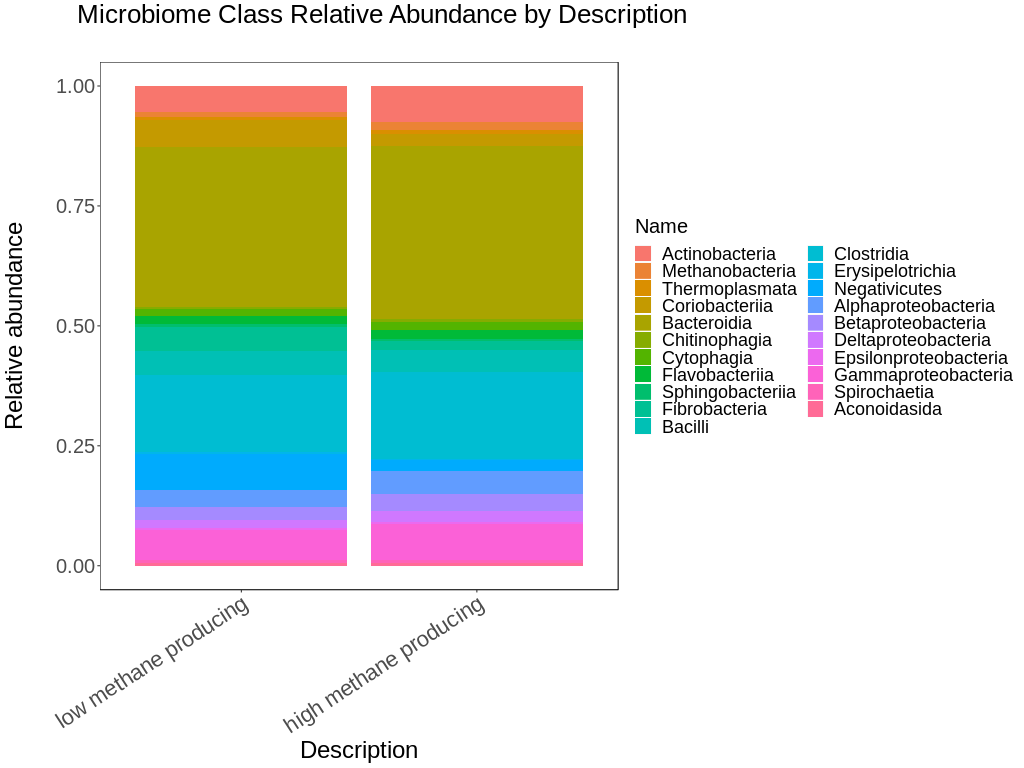 Microbiome Class Relative Abundance by Description
Relative abundance
1.00
0.75
0.50
0.25
0.00
low methane producing
high methane producing
Description
Name
Actinobacteria
Methanobacteria
Thermoplasmata
Coriobacteriia
Bacteroidia
Chitinophagia
Cytophagia
Flavobacteriia
Sphingobacteriia
Fibrobacteria
Bacilli
Clostridia
Erysipelotrichia
Negativicutes
Alphaproteobacteria
Betaproteobacteria
Deltaproteobacteria
Epsilonproteobacteria
Gammaproteobacteria
Spirochaetia
Aconoidasida